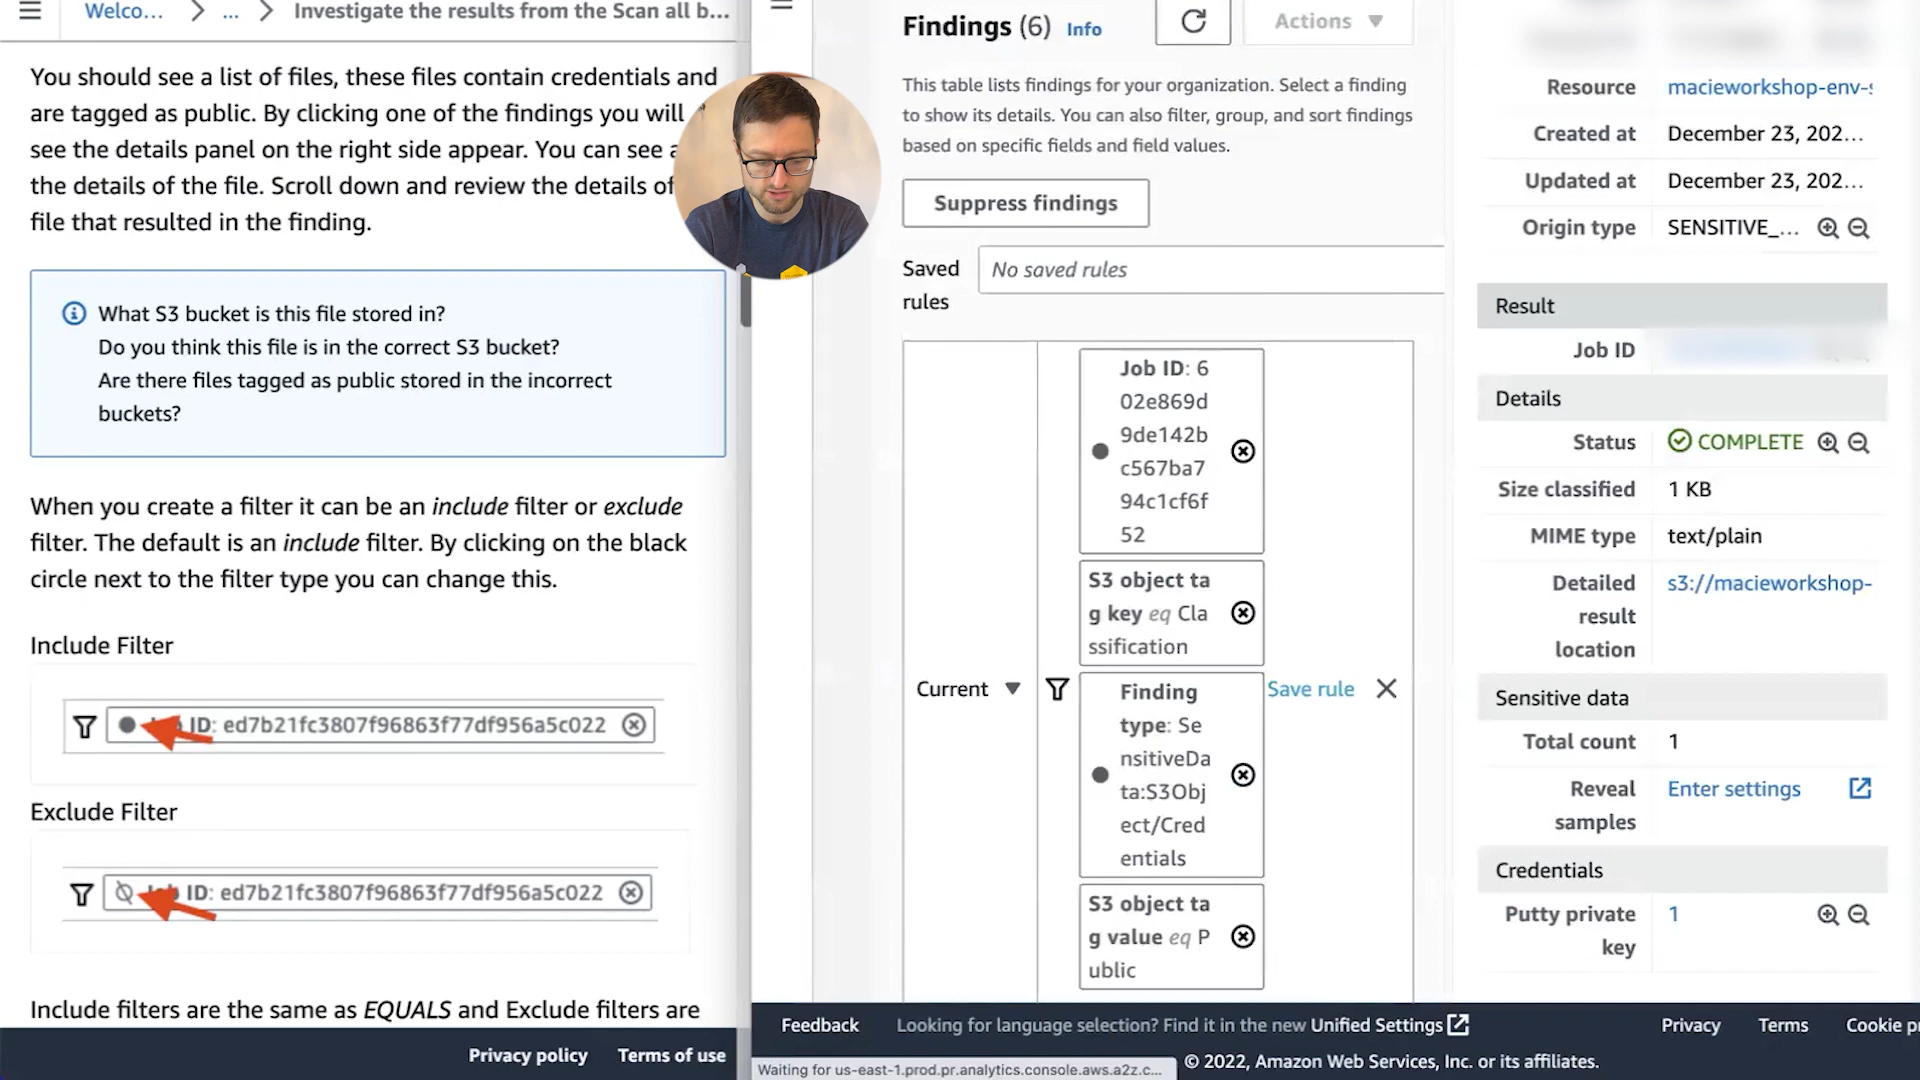 Welco...
...
Investigate the results from the Scan all b...
You should see a list of files, these files contain credentials and
are tagged as public. By clicking one of the findings you will
see the details panel on the right side appear. You can see a
the details of the file. Scroll down and review the details of
file that resulted in the finding.
What S3 bucket is this file stored in?
Do you think this file is in the correct S3 bucket?
Are there files tagged as public stored in the incorrect
buckets?
When you create a filter it can be an include filter or exclude
filter. The default is an include filter. By clicking on the black
circle next to the filter type you can change this.
Include Filter
ID: ed7b21fc3807f96863f77df956a5c022
Exclude Filter
ID: ed7b21fc3807f96863f77df956a5c022
Include filters are the same as EQUALS and Exclude filters are
Privacy policy
Terms of use
Findings (6) Info
Actions
This table lists findings for your organization. Select a finding
to show its details. You can also filter, group, and sort findings
based on specific fields and field values.
Suppress findings
Saved
rules
No saved rules
Current
Job ID: 6
02e869d
9de142b
c567ba7
94c1cf6f
52
S3 object ta
g key eq Cla
ssification
Finding
type: Se
nsitiveDa
ta:S3Obj
ect/Cred
entials
S3 object ta
g value eq P
ublic
Save rule
Resource
macieworkshop-env-s
Created at
December 23, 202...
Updated at
December 23, 202...
Origin type
SENSITIVE_...
Result
Job ID
Details
Status
COMPLETE
Size classified
1 KB
MIME type
text/plain
Detailed
result
location
s3://macieworkshop-
Sensitive data
Total count
1
Reveal
samples
Enter settings
Credentials
Putty private
key
1
Feedback
Looking for language selection? Find it in the new Unified Settings
Privacy
Terms
Cookie p
Waiting for us-east-1.prod.pr.analytics.console.aws.a2z.c...
© 2022, Amazon Web Services, Inc. or its affiliates.